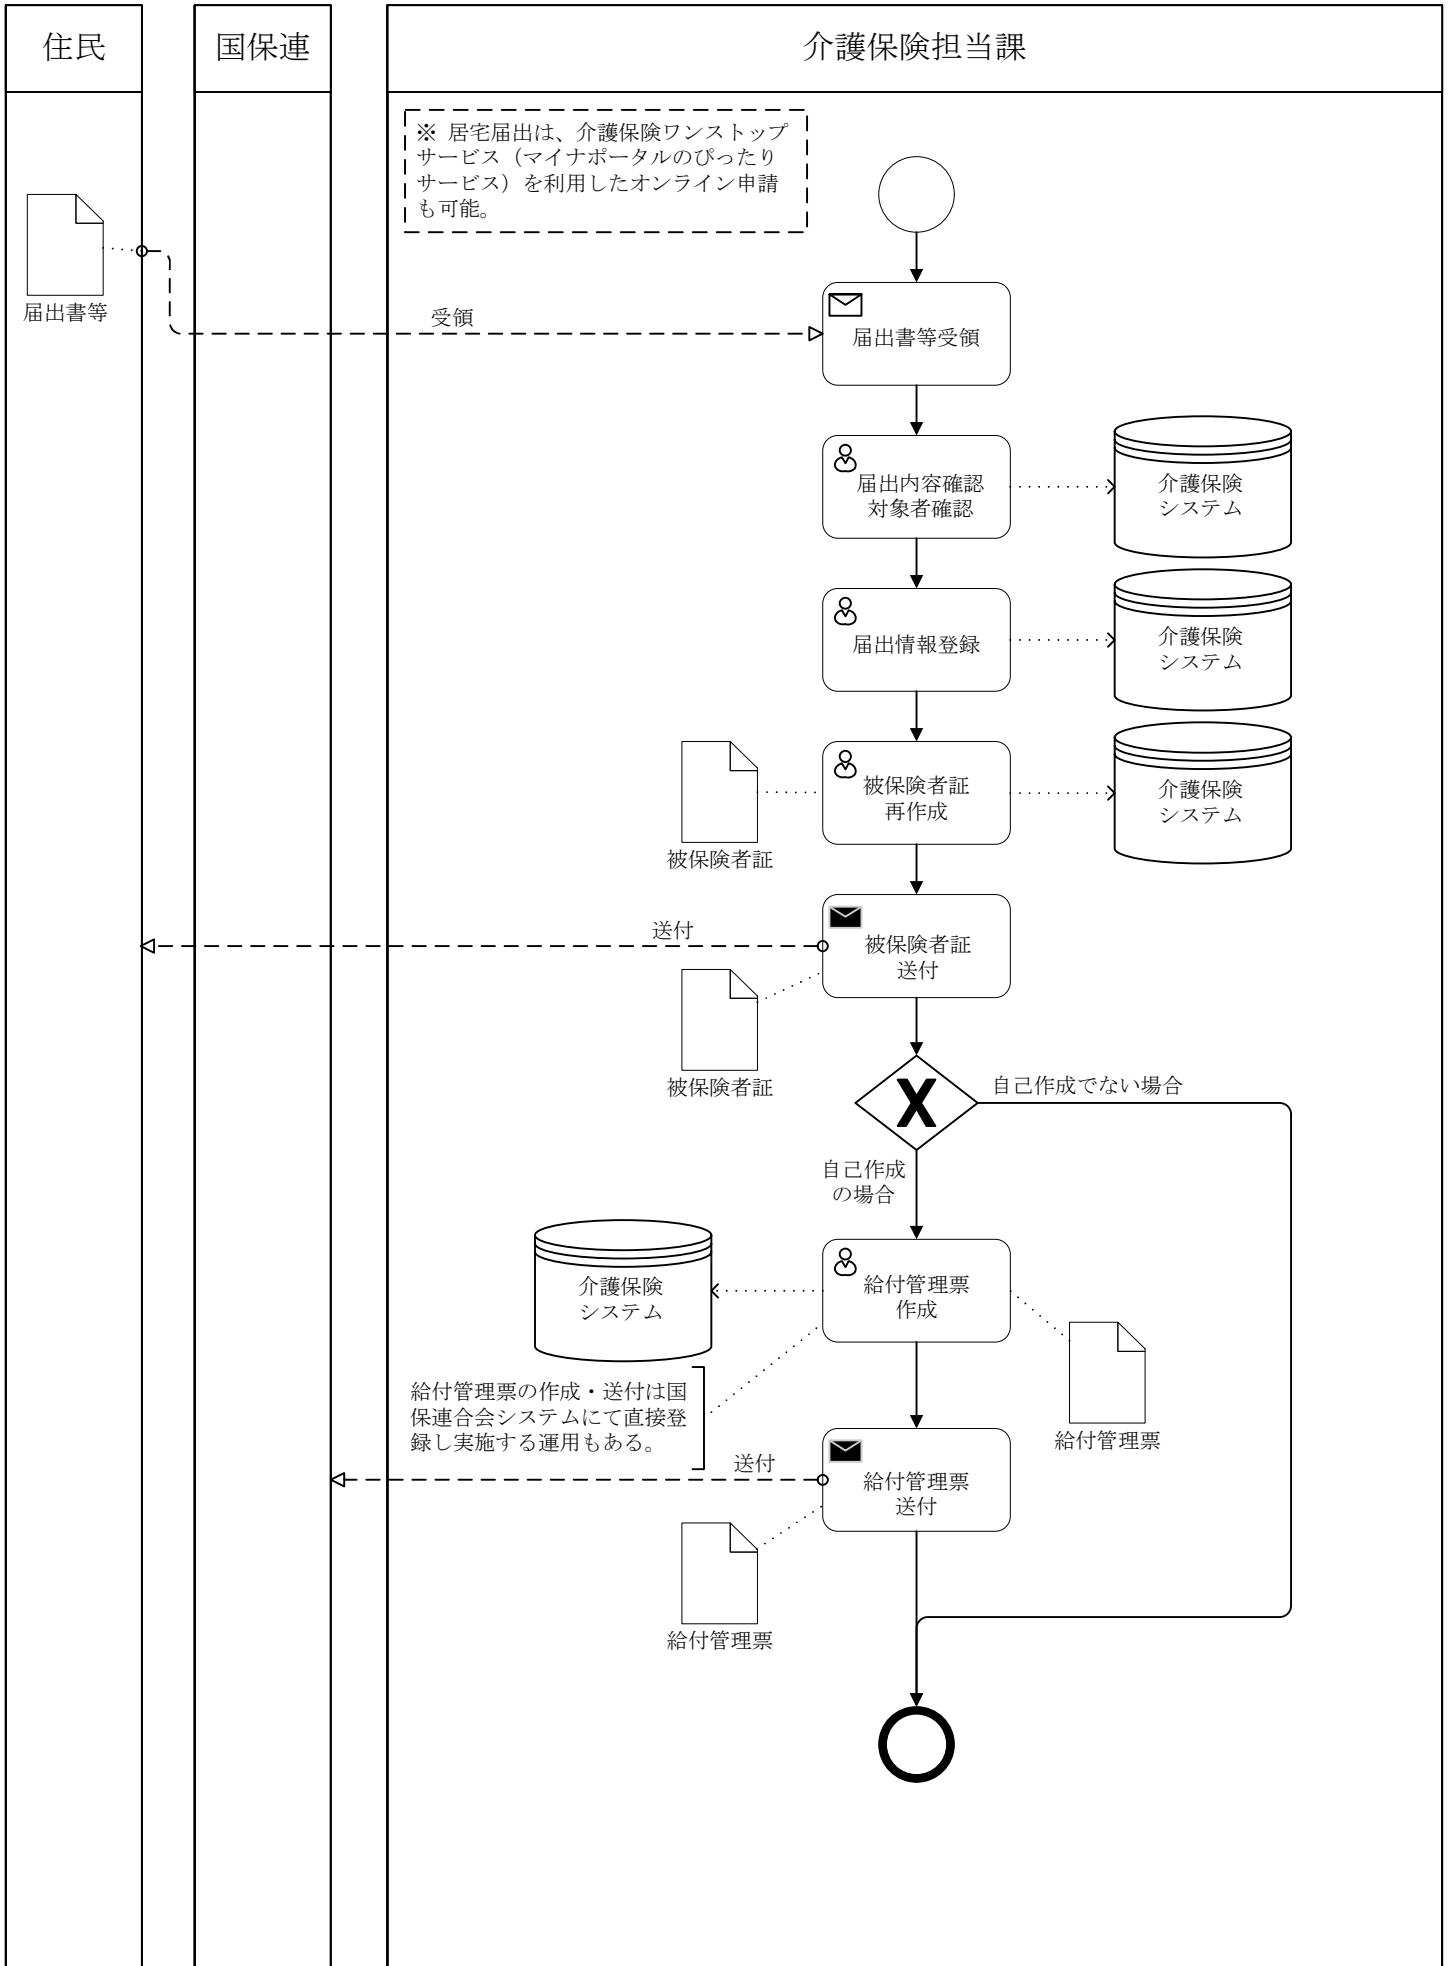 住民
国保連
介護保険担当課
※ 居宅届出は、介護保険ワンストップ
サービス（マイナポータルのぴったり
サービス）を利用したオンライン申請
も可能。
届出書等
受領
届出書等受領
届出内容確認
対象者確認
介護保険
システム
届出情報登録
介護保険
システム
被保険者証
再作成
介護保険
システム
被保険者証
送付
被保険者証
送付
被保険者証
自己作成でない場合
自己作成
の場合
介護保険
システム
給付管理票
作成
給付管理票の作成・送付は国
保連合会システムにて直接登
録し実施する運用もある。
給付管理票
送付
給付管理票
送付
給付管理票